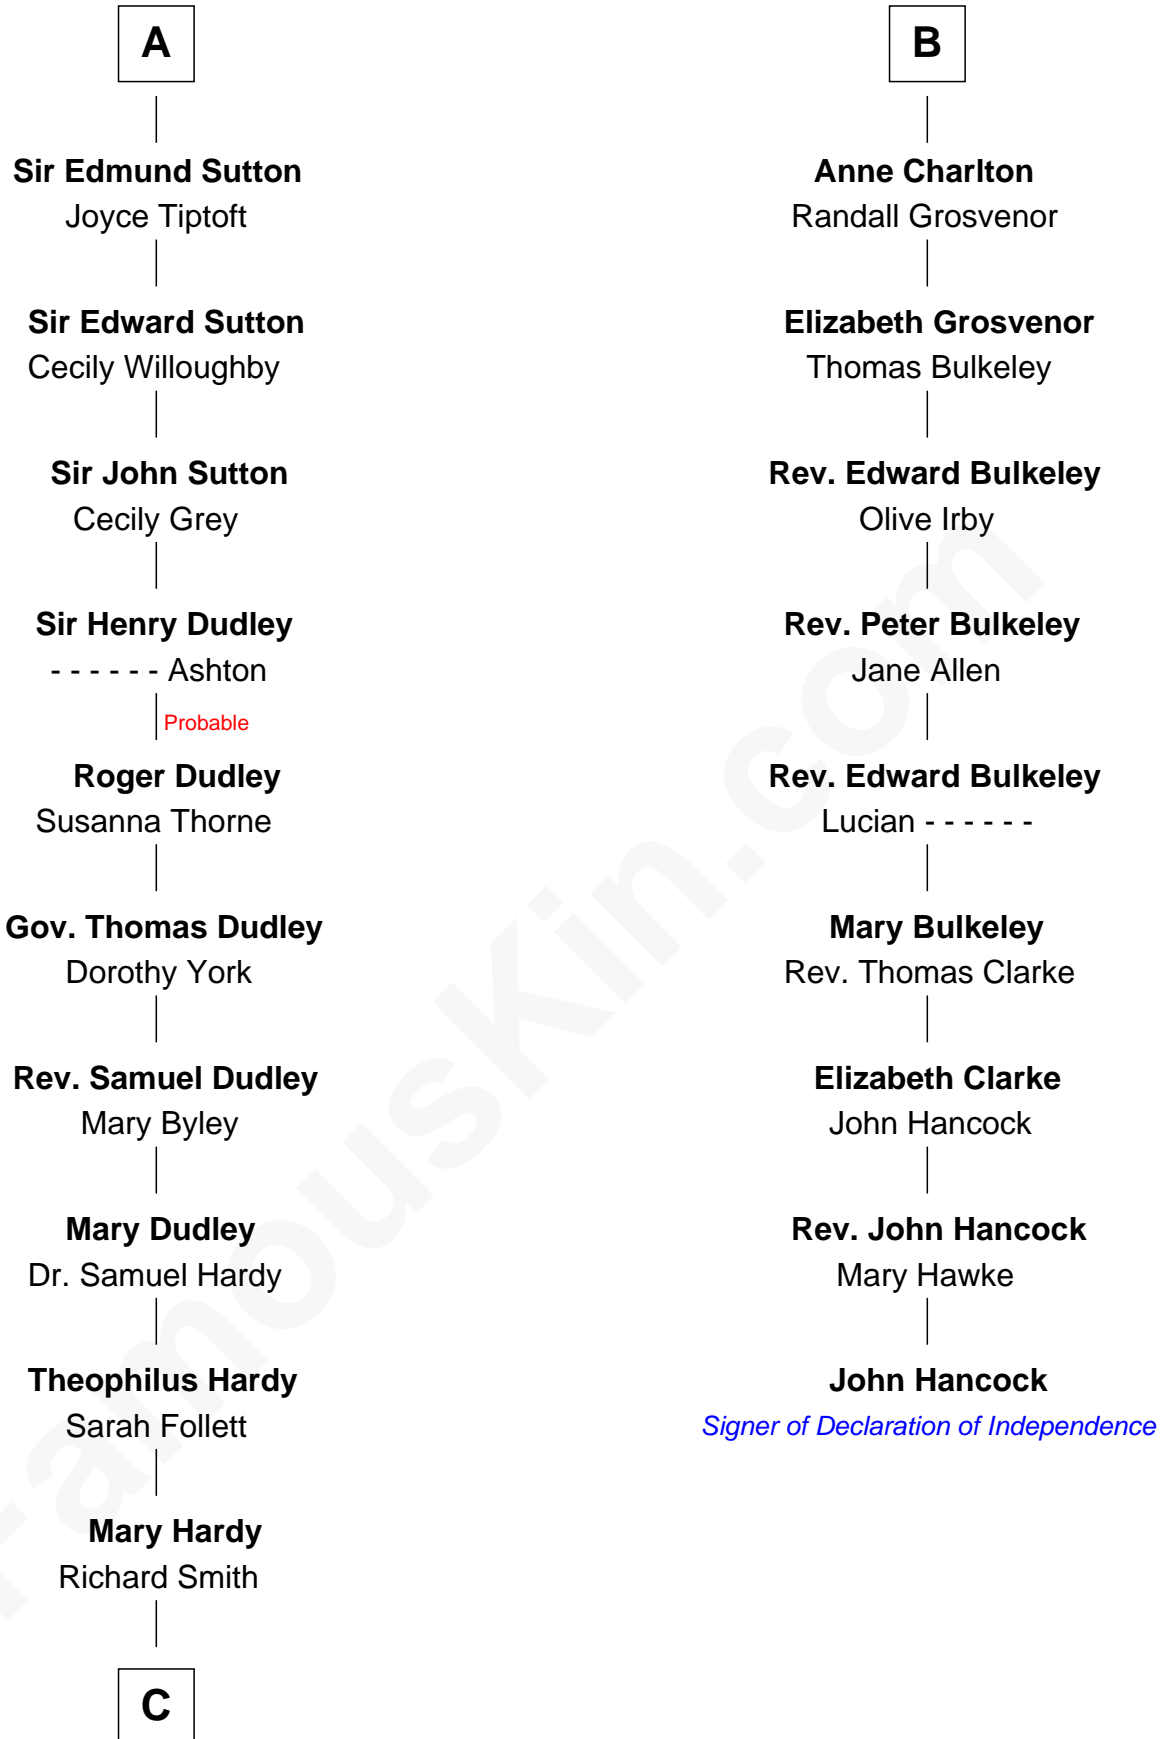 A
Sir Edmund Sutton
Joyce Tiptoft
Sir Edward Sutton
Cecily Willoughby
Sir John Sutton
Cecily Grey
Sir Henry Dudley
- - - - - - Ashton
Probable
Roger Dudley
Susanna Thorne
Gov. Thomas Dudley
Dorothy York
Rev. Samuel Dudley
Mary Byley
Mary Dudley
Dr. Samuel Hardy
Theophilus Hardy
Sarah Follett
Mary Hardy
Richard Smith
C
B
Anne Charlton
Randall Grosvenor
Elizabeth Grosvenor
Thomas Bulkeley
Rev. Edward Bulkeley
Olive Irby
Rev. Peter Bulkeley
Jane Allen
Rev. Edward Bulkeley
Lucian - - - - - -
Mary Bulkeley
Rev. Thomas Clarke
Elizabeth Clarke
John Hancock
Rev. John Hancock
Mary Hawke
John Hancock
Signer of Declaration of Independence
FamousKin.com